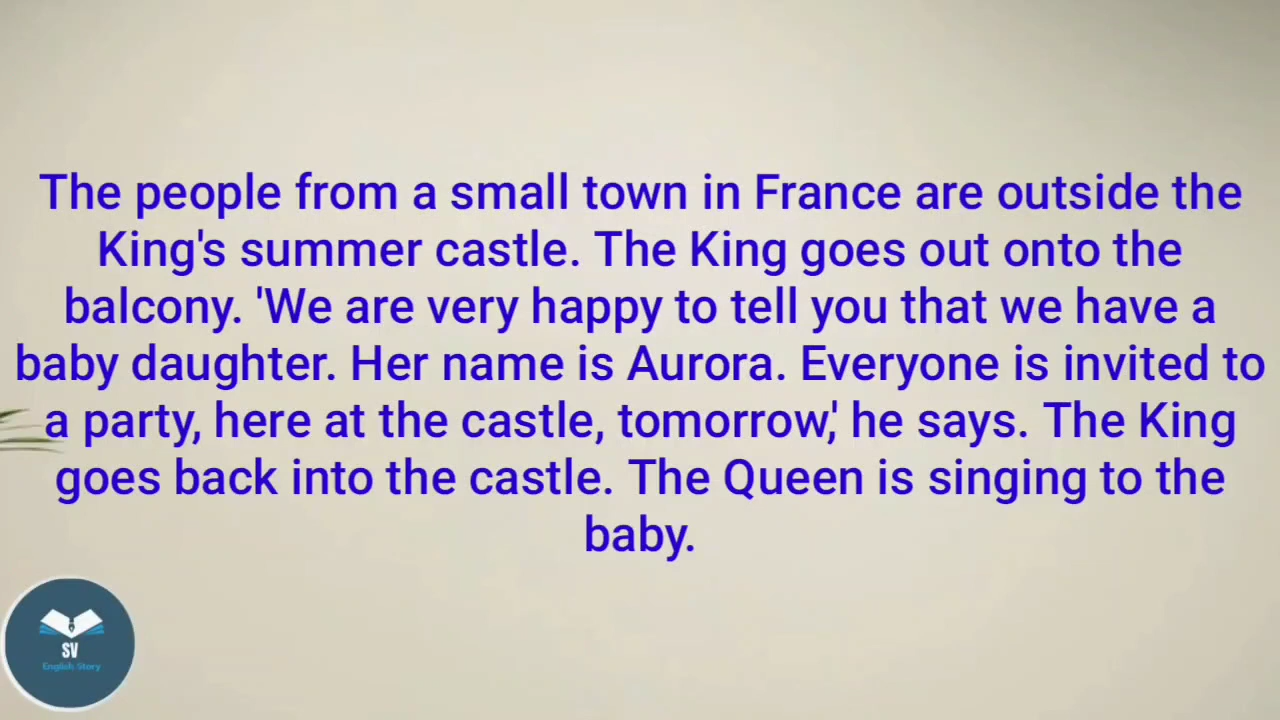 The people from a small town in France are outside the
King's summer castle. The King goes out onto the
balcony. 'We are very happy to tell you that we have a
baby daughter. Her name is Aurora. Everyone is invited to
a party, here at the castle, tomorrow,' he says. The King
goes back into the castle. The Queen is singing to the
baby.
SV
English Story